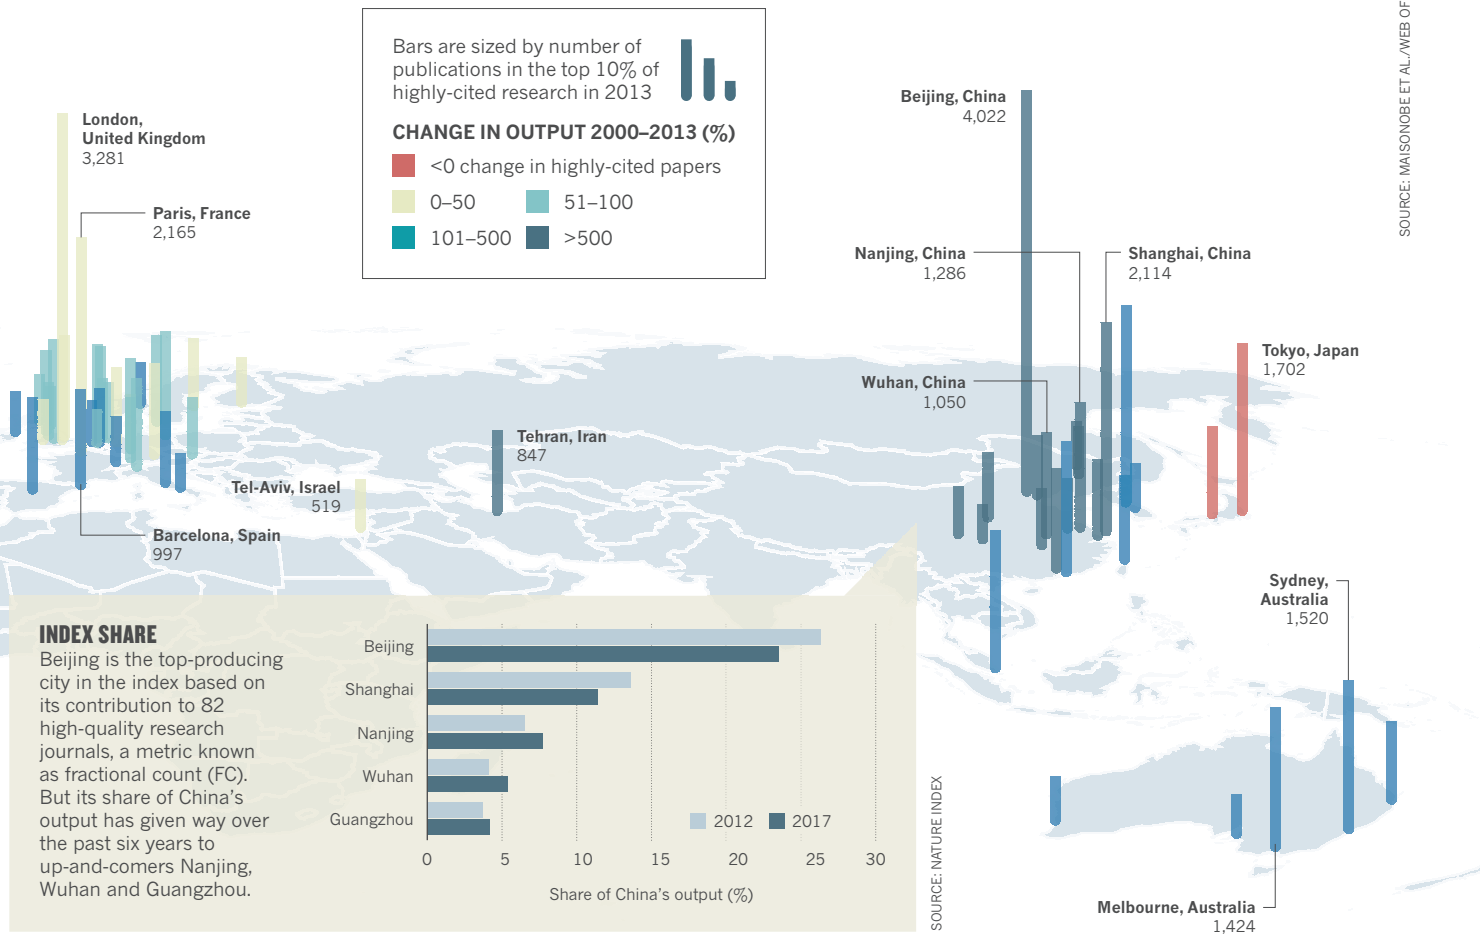 Bars are sized by number of
publications in the top 10% of
highly-cited research in 2013
CHANGE IN OUTPUT 2000–2013 (%)
<0 change in highly-cited papers
0–50
51–100
101–500
>500
London,
United Kingdom
3,281
Paris, France
2,165
Beijing, China
4,022
Nanjing, China
1,286
Shanghai, China
2,114
Wuhan, China
1,050
Tokyo, Japan
1,702
Tehran, Iran
847
Tel-Aviv, Israel
519
Barcelona, Spain
997
Sydney,
Australia
1,520
Melbourne, Australia
1,424
SOURCE: MAISONOBE ET AL./WEB OF
INDEX SHARE
Beijing is the top-producing
city in the index based on
its contribution to 82
high-quality research
journals, a metric known
as fractional count (FC).
But its share of China’s
output has given way over
the past six years to
up-and-comers Nanjing,
Wuhan and Guangzhou.
Beijing
Shanghai
Nanjing
Wuhan
Guangzhou
2012
2017
0 5 10 15 20 25 30
Share of China’s output (%)
SOURCE: NATURE INDEX